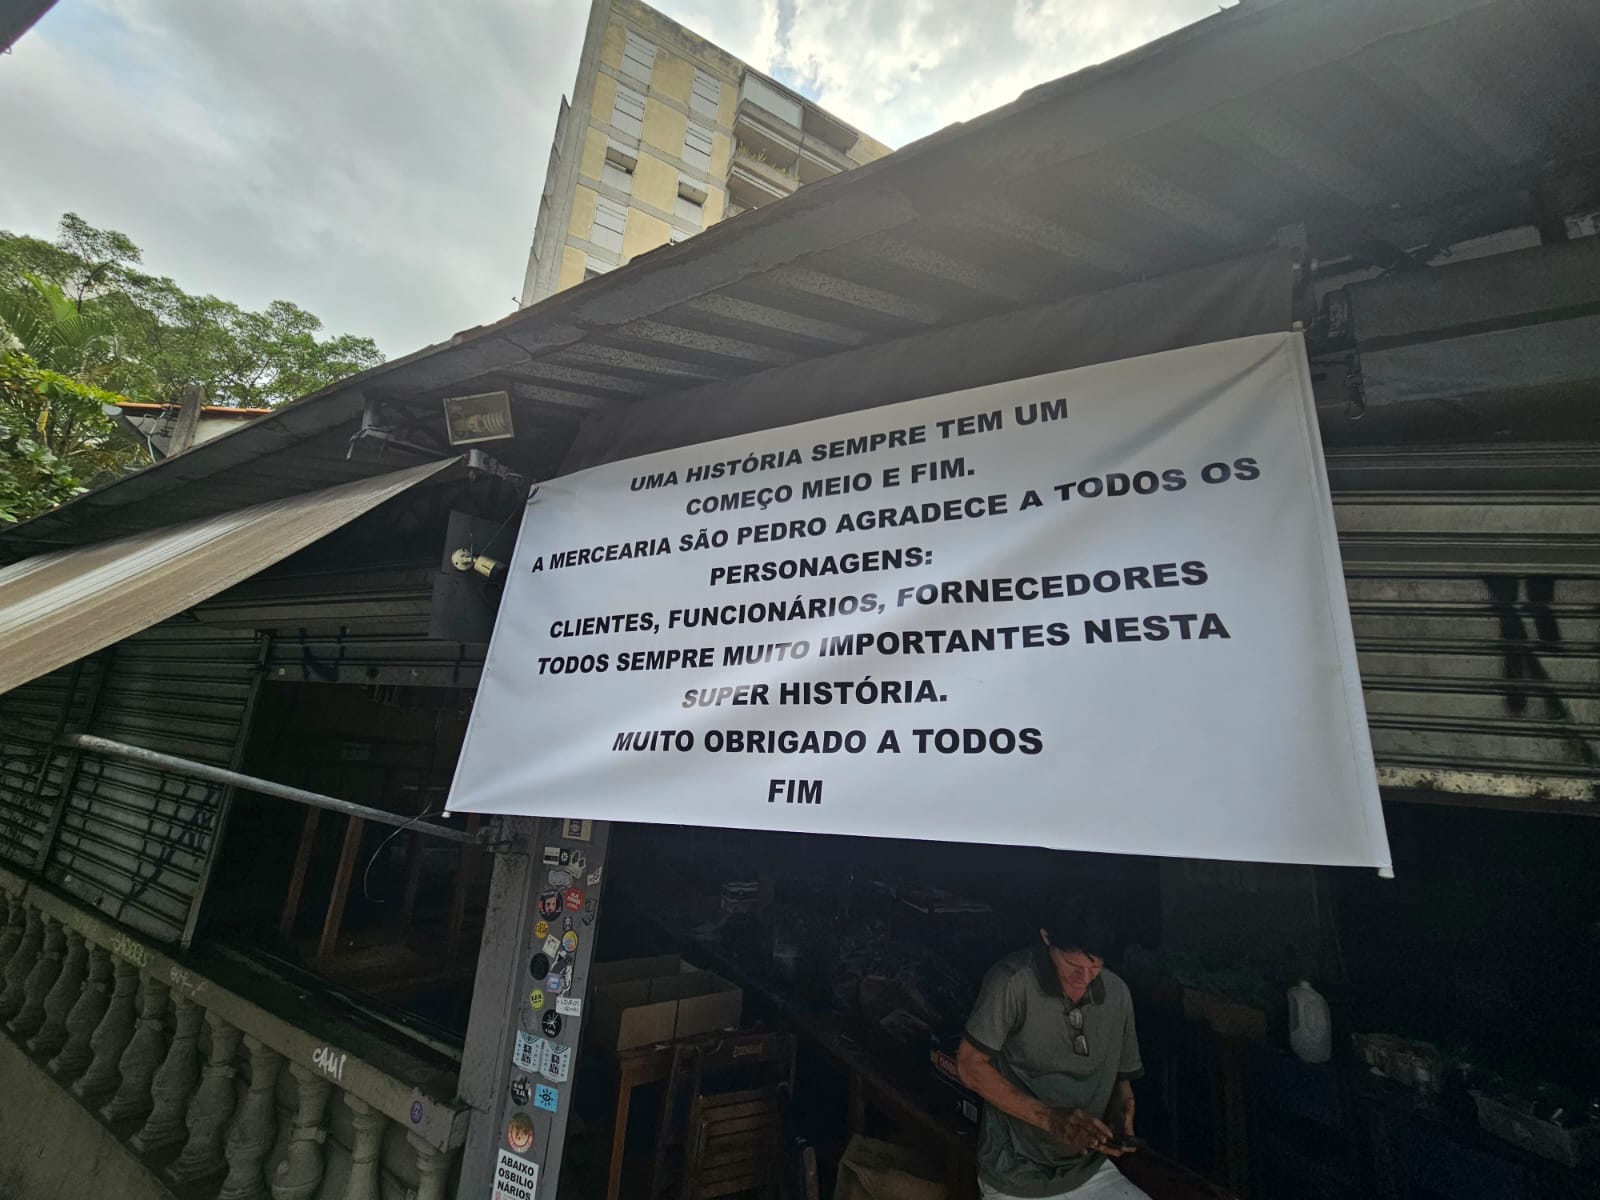 UMA HISTÓRIA SEMPRE TEM UM
COMEÇO MEIO E FIM.
A MERCEARIA SÃO PEDRO AGRADECE A TODOS OS
PERSONAGENS:
CLIENTES, FUNCIONÁRIOS, FORNECEDORES
TODOS SEMPRE MUITO IMPORTANTES NESTA
SUPER HISTÓRIA.
MUITO OBRIGADO A TODOS
FIM
ABAIXO
OSBILIO
NÁRIOS